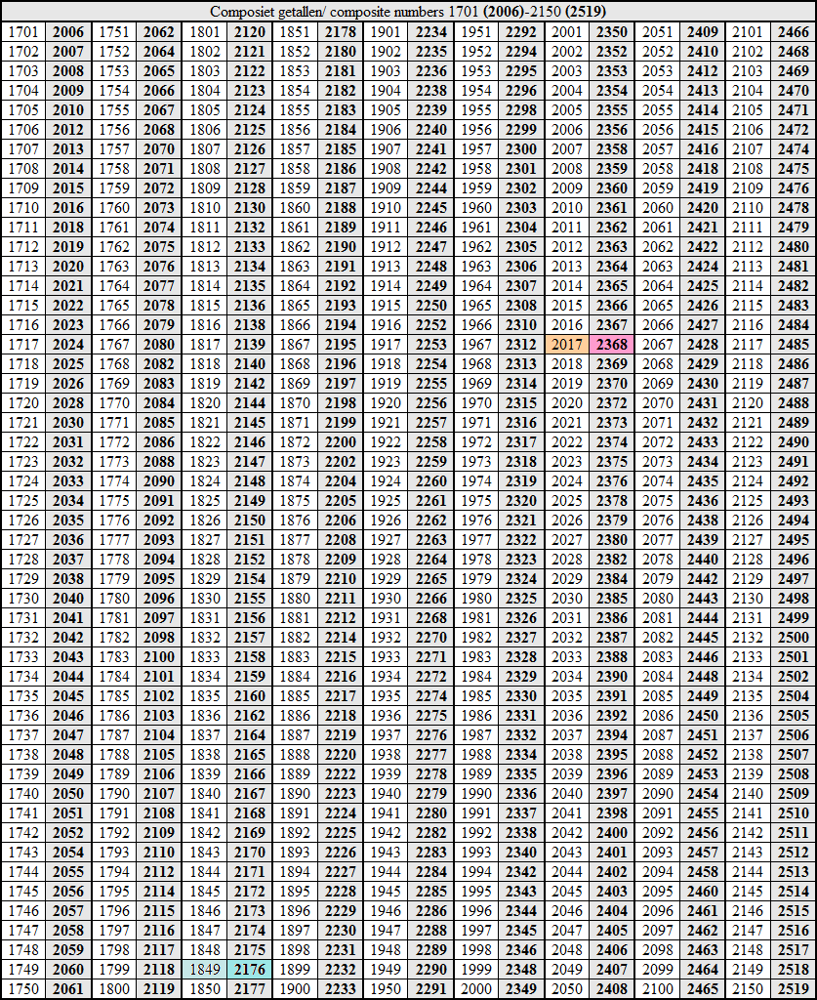 Composiet getallen/ composite numbers 1701 (2006)-2150 (2519)
1701 2006 1751 2062 1801 2120 1851 2178 1901 2234 1951 2292 2001 2350 2051 2409 2101 2466
1702 2007 1752 2064 1802 2121 1852 2180 1902 2235 1952 2294 2002 2352 2052 2410 2102 2468
1703 2008 1753 2065 1803 2122 1853 2181 1903 2236 1953 2295 2003 2353 2053 2412 2103 2469
1704 2009 1754 2066 1804 2123 1854 2182 1904 2238 1954 2296 2004 2354 2054 2413 2104 2470
1705 2010 1755 2067 1805 2124 1855 2183 1905 2239 1955 2298 2005 2355 2055 2414 2105 2471
1706 2012 1756 2068 1806 2125 1856 2184 1906 2240 1956 2299 2006 2356 2056 2415 2106 2472
1707 2013 1757 2070 1807 2126 1857 2185 1907 2241 1957 2300 2007 2358 2057 2416 2107 2474
1708 2014 1758 2071 1808 2127 1858 2186 1908 2242 1958 2301 2008 2359 2058 2418 2108 2475
1709 2015 1759 2072 1809 2128 1859 2187 1909 2244 1959 2302 2009 2360 2059 2419 2109 2476
1710 2016 1760 2073 1810 2130 1860 2188 1910 2245 1960 2303 2010 2361 2060 2420 2110 2478
1711 2018 1761 2074 1811 2132 1861 2189 1911 2246 1961 2304 2011 2362 2061 2421 2111 2479
1712 2019 1762 2075 1812 2133 1862 2190 1912 2247 1962 2305 2012 2363 2062 2422 2112 2480
1713 2020 1763 2076 1813 2134 1863 2191 1913 2248 1963 2306 2013 2364 2063 2424 2113 2481
1714 2021 1764 2077 1814 2135 1864 2192 1914 2249 1964 2307 2014 2365 2064 2425 2114 2482
1715 2022 1765 2078 1815 2136 1865 2193 1915 2250 1965 2308 2015 2366 2065 2426 2115 2483
1716 2023 1766 2079 1816 2138 1866 2194 1916 2252 1966 2310 2016 2367 2066 2427 2116 2484
1717 2024 1767 2080 1817 2139 1867 2195 1917 2253 1967 2312 2017 2368 2067 2428 2117 2485
1718 2025 1768 2082 1818 2140 1868 2196 1918 2254 1968 2313 2018 2369 2068 2429 2118 2486
1719 2026 1769 2083 1819 2142 1869 2197 1919 2255 1969 2314 2019 2370 2069 2430 2119 2487
1720 2028 1770 2084 1820 2144 1870 2198 1920 2256 1970 2315 2020 2372 2070 2431 2120 2488
1721 2030 1771 2085 1821 2145 1871 2199 1921 2257 1971 2316 2021 2373 2071 2432 2121 2489
1722 2031 1772 2086 1822 2146 1872 2200 1922 2258 1972 2317 2022 2374 2072 2433 2122 2490
1723 2032 1773 2088 1823 2147 1873 2202 1923 2259 1973 2318 2023 2375 2073 2434 2123 2491
1724 2033 1774 2090 1824 2148 1874 2204 1924 2260 1974 2319 2024 2376 2074 2435 2124 2492
1725 2034 1775 2091 1825 2149 1875 2205 1925 2261 1975 2320 2025 2378 2075 2436 2125 2493
1726 2035 1776 2092 1826 2150 1876 2206 1926 2262 1976 2321 2026 2379 2076 2438 2126 2494
1727 2036 1777 2093 1827 2151 1877 2208 1927 2263 1977 2322 2027 2380 2077 2439 2127 2495
1728 2037 1778 2094 1828 2152 1878 2209 1928 2264 1978 2323 2028 2382 2078 2440 2128 2496
1729 2038 1779 2095 1829 2154 1879 2210 1929 2265 1979 2324 2029 2384 2079 2442 2129 2497
1730 2040 1780 2096 1830 2155 1880 2211 1930 2266 1980 2325 2030 2385 2080 2443 2130 2498
1731 2041 1781 2097 1831 2156 1881 2212 1931 2268 1981 2326 2031 2386 2081 2444 2131 2499
1732 2042 1782 2098 1832 2157 1882 2214 1932 2270 1982 2327 2032 2387 2082 2445 2132 2500
1733 2043 1783 2100 1833 2158 1883 2215 1933 2271 1983 2328 2033 2388 2083 2446 2133 2501
1734 2044 1784 2101 1834 2159 1884 2216 1934 2272 1984 2329 2034 2390 2084 2448 2134 2502
1735 2045 1785 2102 1835 2160 1885 2217 1935 2274 1985 2330 2035 2391 2085 2449 2135 2504
1736 2046 1786 2103 1836 2162 1886 2218 1936 2275 1986 2331 2036 2392 2086 2450 2136 2505
1737 2047 1787 2104 1837 2164 1887 2219 1937 2276 1987 2332 2037 2394 2087 2451 2137 2506
1738 2048 1788 2105 1838 2165 1888 2220 1938 2277 1988 2334 2038 2395 2088 2452 2138 2507
1739 2049 1789 2106 1839 2166 1889 2222 1939 2278 1989 2335 2039 2396 2089 2453 2139 2508
1740 2050 1790 2107 1840 2167 1890 2223 1940 2279 1990 2336 2040 2397 2090 2454 2140 2509
1741 2051 1791 2108 1841 2168 1891 2224 1941 2280 1991 2337 2041 2398 2091 2455 2141 2510
1742 2052 1792 2109 1842 2169 1892 2225 1942 2282 1992 2338 2042 2400 2092 2456 2142 2511
1743 2054 1793 2110 1843 2170 1893 2226 1943 2283 1993 2340 2043 2401 2093 2457 2143 2512
1744 2055 1794 2112 1844 2171 1894 2227 1944 2284 1994 2342 2044 2402 2094 2458 2144 2513
1745 2056 1795 2114 1845 2172 1895 2228 1945 2285 1995 2343 2045 2403 2095 2460 2145 2514
1746 2057 1796 2115 1846 2173 1896 2229 1946 2286 1996 2344 2046 2404 2096 2461 2146 2515
1747 2058 1797 2116 1847 2174 1897 2230 1947 2288 1997 2345 2047 2405 2097 2462 2147 2516
1748 2059 1798 2117 1848 2175 1898 2231 1948 2289 1998 2346 2048 2406 2098 2463 2148 2517
1749 2060 1799 2118 1849 2176 1899 2232 1949 2290 1999 2348 2049 2407 2099 2464 2149 2518
1750 2061 1800 2119 1850 2177 1900 2233 1950 2291 2000 2349 2050 2408 2100 2465 2150 2519